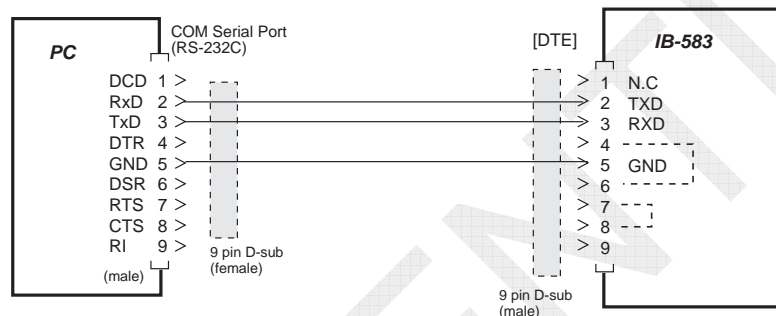 PC
COM Serial Port
(RS-232C)
DCD 1
RxD 2
TxD 3
DTR 4
GND 5
DSR 6
RTS 7
CTS 8
RI 9
(male)
9 pin D-sub
(female)
[DTE]
IB-583
1 N.C
2 TXD
3 RXD
4
5 GND
6
7
8
9
9 pin D-sub
(male)